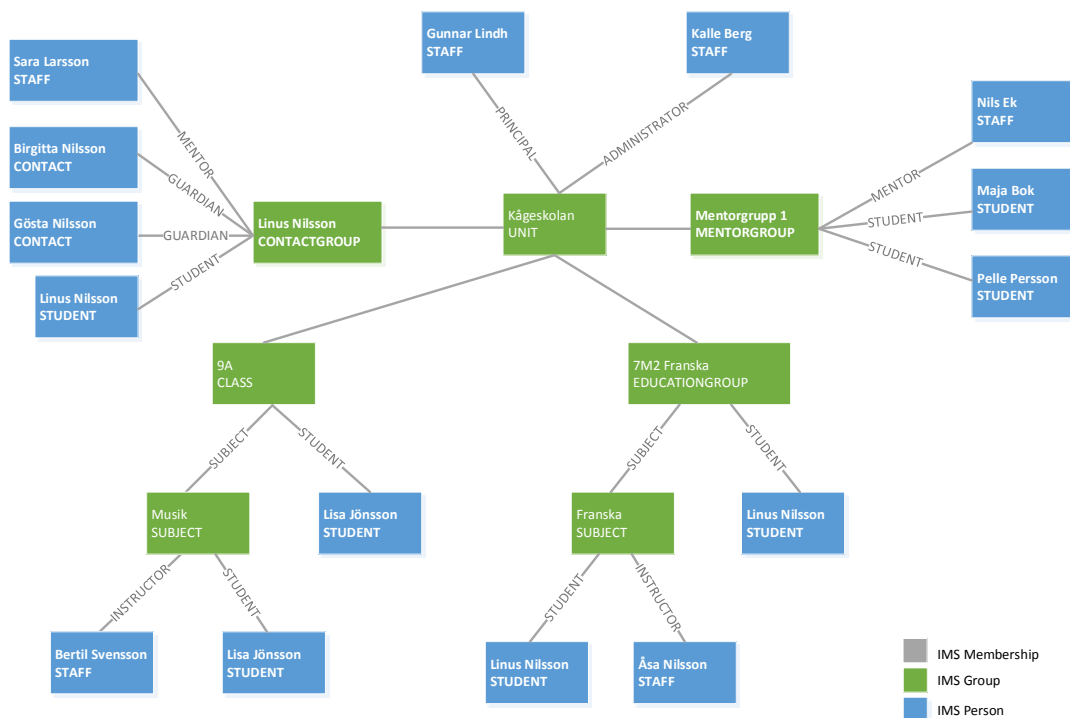 Gunnar Lindh
STAFF
Kalle Berg
STAFF
Sara Larsson
STAFF
Nils Ek
STAFF
PRINCIPAL
ADMINISTRATOR
Birgitta Nilsson
CONTACT
MENTOR
GUARDIAN
MENTOR
Maja Bok
STUDENT
Gösta Nilsson
CONTACT
GUARDIAN
Linus Nilsson
CONTACTGROUP
Kågeskolan
UNIT
Mentorgrupp 1
MENTORGROUP
STUDENT
STUDENT
STUDENT
Linus Nilsson
STUDENT
Pelle Persson
STUDENT
9A
CLASS
7M2 Franska
EDUCATIONGROUP
SUBJECT
STUDENT
SUBJECT
STUDENT
Musik
SUBJECT
Lisa Jönsson
STUDENT
Franska
SUBJECT
Linus Nilsson
STUDENT
INSTRUCTOR
STUDENT
STUDENT
INSTRUCTOR
Bertil Svensson
STAFF
Lisa Jönsson
STUDENT
Linus Nilsson
STUDENT
Åsa Nilsson
STAFF
IMS Membership
IMS Group
IMS Person